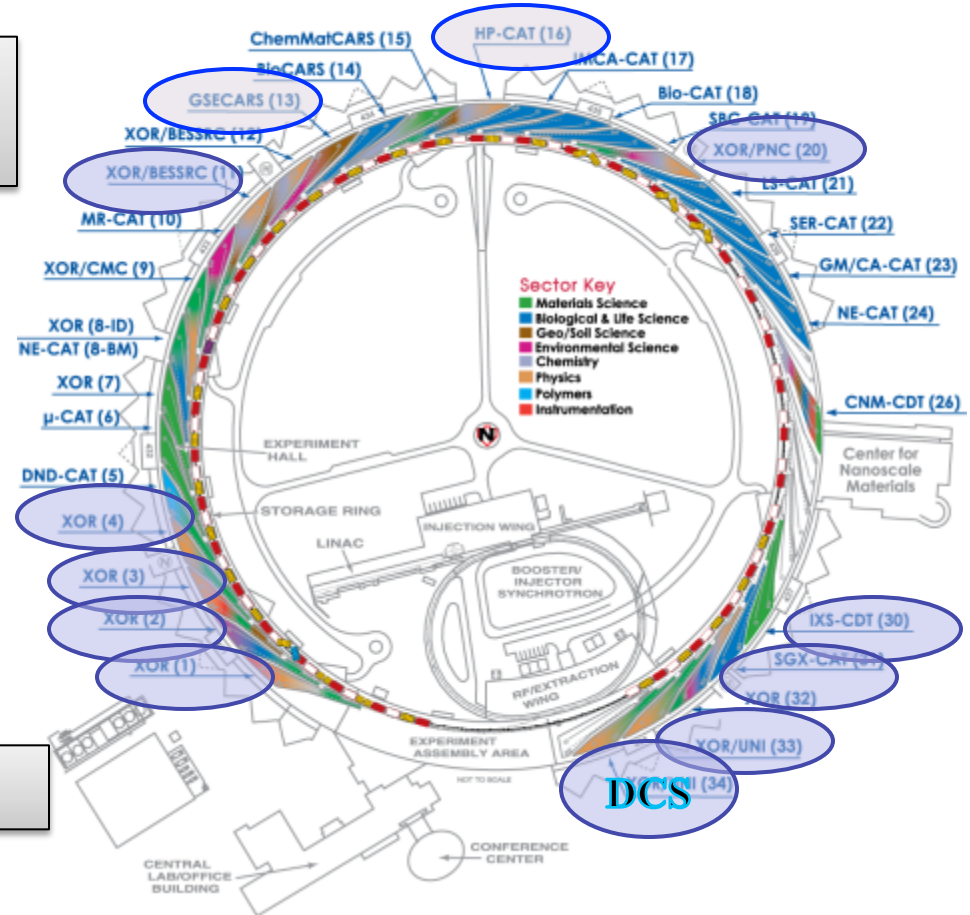 HP-CAT (16)
ChemMatCARS (15)
IMCA-CAT (17)
BioCARS (14)
Bio-CAT (18)
GSECARS (13)
SBC-CAT (19)
XOR/BESSRC (12)
XOR/PNC (20)
XOR/BESSRC (11)
LS-CAT (21)
MR-CAT (10)
SER-CAT (22)
XOR/CMC (9)
GM/CA-CAT (23)
Sector Key
Materials Science
Biological & Life Science
Geo/Soil Science
Environmental Science
Chemistry
Physics
Polymers
Instrumentation
NE-CAT (24)
XOR (8-ID)
NE-CAT (8-BM)
XOR (7)
CNM-CDT (26)
μ-CAT (6)
N
EXPERIMENT
HALL
Center for
Nanoscale
Materials
DND-CAT (5)
STORAGE RING
XOR (4)
INJECTION WING
LINAC
XOR (3)
BOOSTER/
INJECTOR
SYNCHROTRON
XOR (2)
IXS-CDT (30)
XOR (1)
SGX-CAT (31)
RF/EXTRACTION
WING
XOR (32)
EXPERIMENT
ASSEMBLY AREA
XOR/UNI (33)
NOT TO SCALE
XOR/UNI (34)
DCS
CONFERENCE
CENTER
CENTRAL
LAB/OFFICE
BUILDING